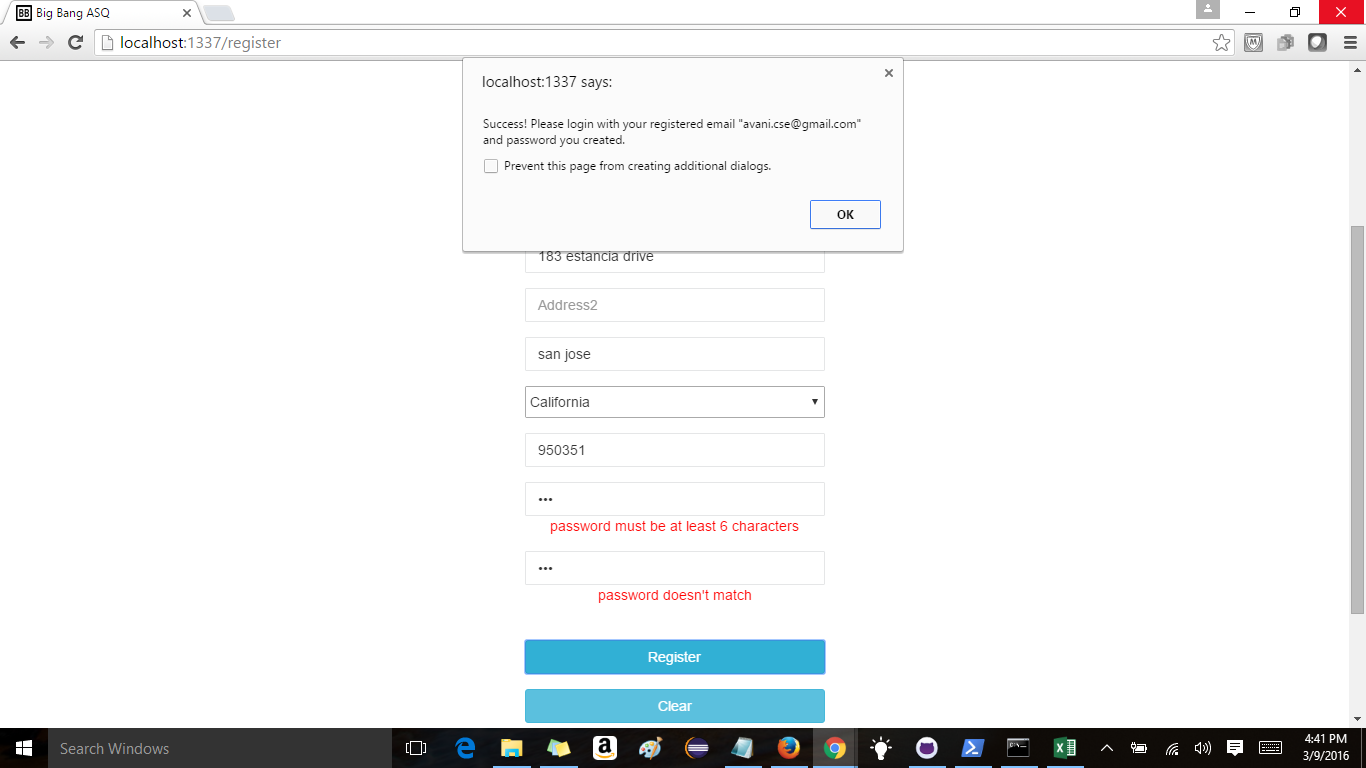 BB Big Bang ASQ
localhost:1337/register
localhost:1337 says:
Success! Please login with your registered email "avani.cse@gmail.com"
and password you created.
Prevent this page from creating additional dialogs.
OK
183 estancia drive
Address2
san jose
California
950351
•••
password must be at least 6 characters
•••
password doesn't match
Register
Clear
Search Windows
4:41 PM
3/9/2016